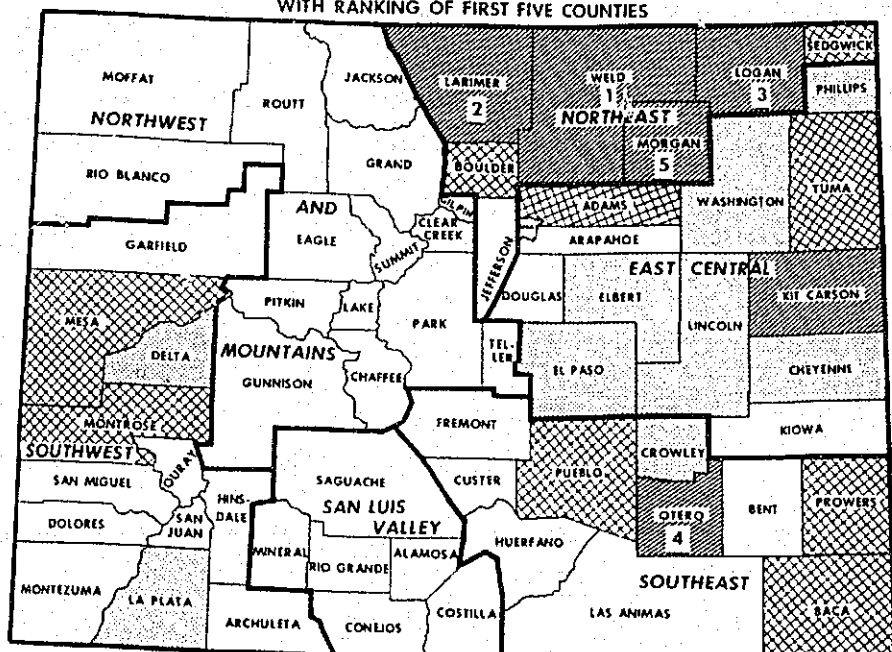 WITH RANKING OF FIRST FIVE COUNTIES
MOFFAT
ROUTT
JACKSON
LARIMER
2
WELD
1
LOGAN
3
SEDGWICK
PHILLIPS
NORTHWEST
NORTHEAST
MORGAN
5
RIO BLANCO
GRAND
BOULDER
WASHINGTON
YUMA
GILPIN
ADAMS
AND
EAGLE
CLEAR
CREEK
SUMMIT
JEFFERSON
ARAPAHOE
GARFIELD
EAST CENTRAL
PITKIN
LAKE
PARK
DOUGLAS
ELBERT
LINCOLN
KIT CARSON
MESA
DELTA
MOUNTAINS
GUNNISON
CHAFFEE
TEL-
LER
EL PASO
CHEYENNE
MONTROSE
FREMONT
KIOWA
SOUTHWEST
OURAY
SAN MIGUEL
HINS-
DALE
SAGUACHE
CUSTER
PUEBLO
CROWLEY
OTERO
4
BENT
PROWERS
DOLORES
SAN
JUAN
SAN LUIS
VALLEY
MINERAL
RIO GRANDE
ALAMOSA
HUERFANO
MONTEZUMA
LA PLATA
ARCHULETA
CONEJOS
COSTILLA
SOUTHEAST
LAS ANIMAS
BACA